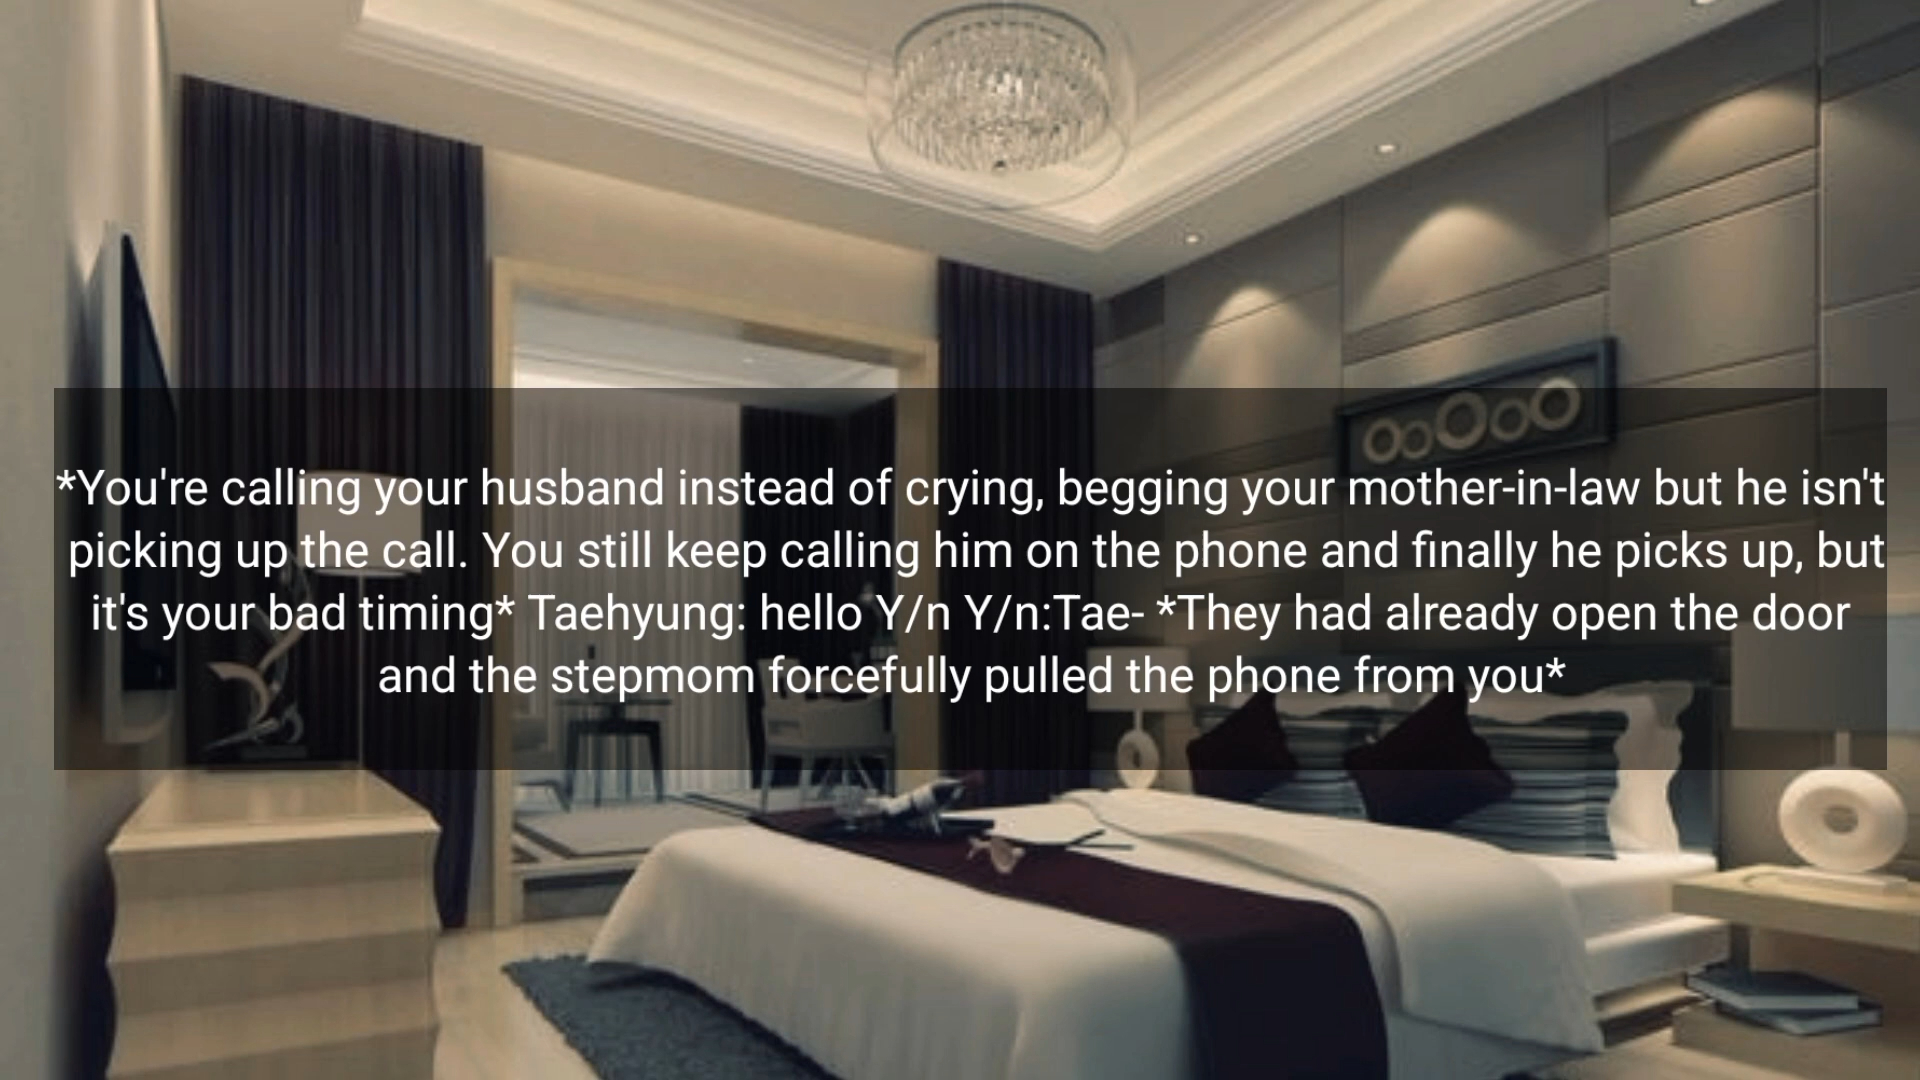 *You're calling your husband instead of crying, begging your mother-in-law but he isn't
picking up the call. You still keep calling him on the phone and finally he picks up, but
it's your bad timing* Taehyung: hello Y/n Y/n:Tae- *They had already open the door
and the stepmom forcefully pulled the phone from you*